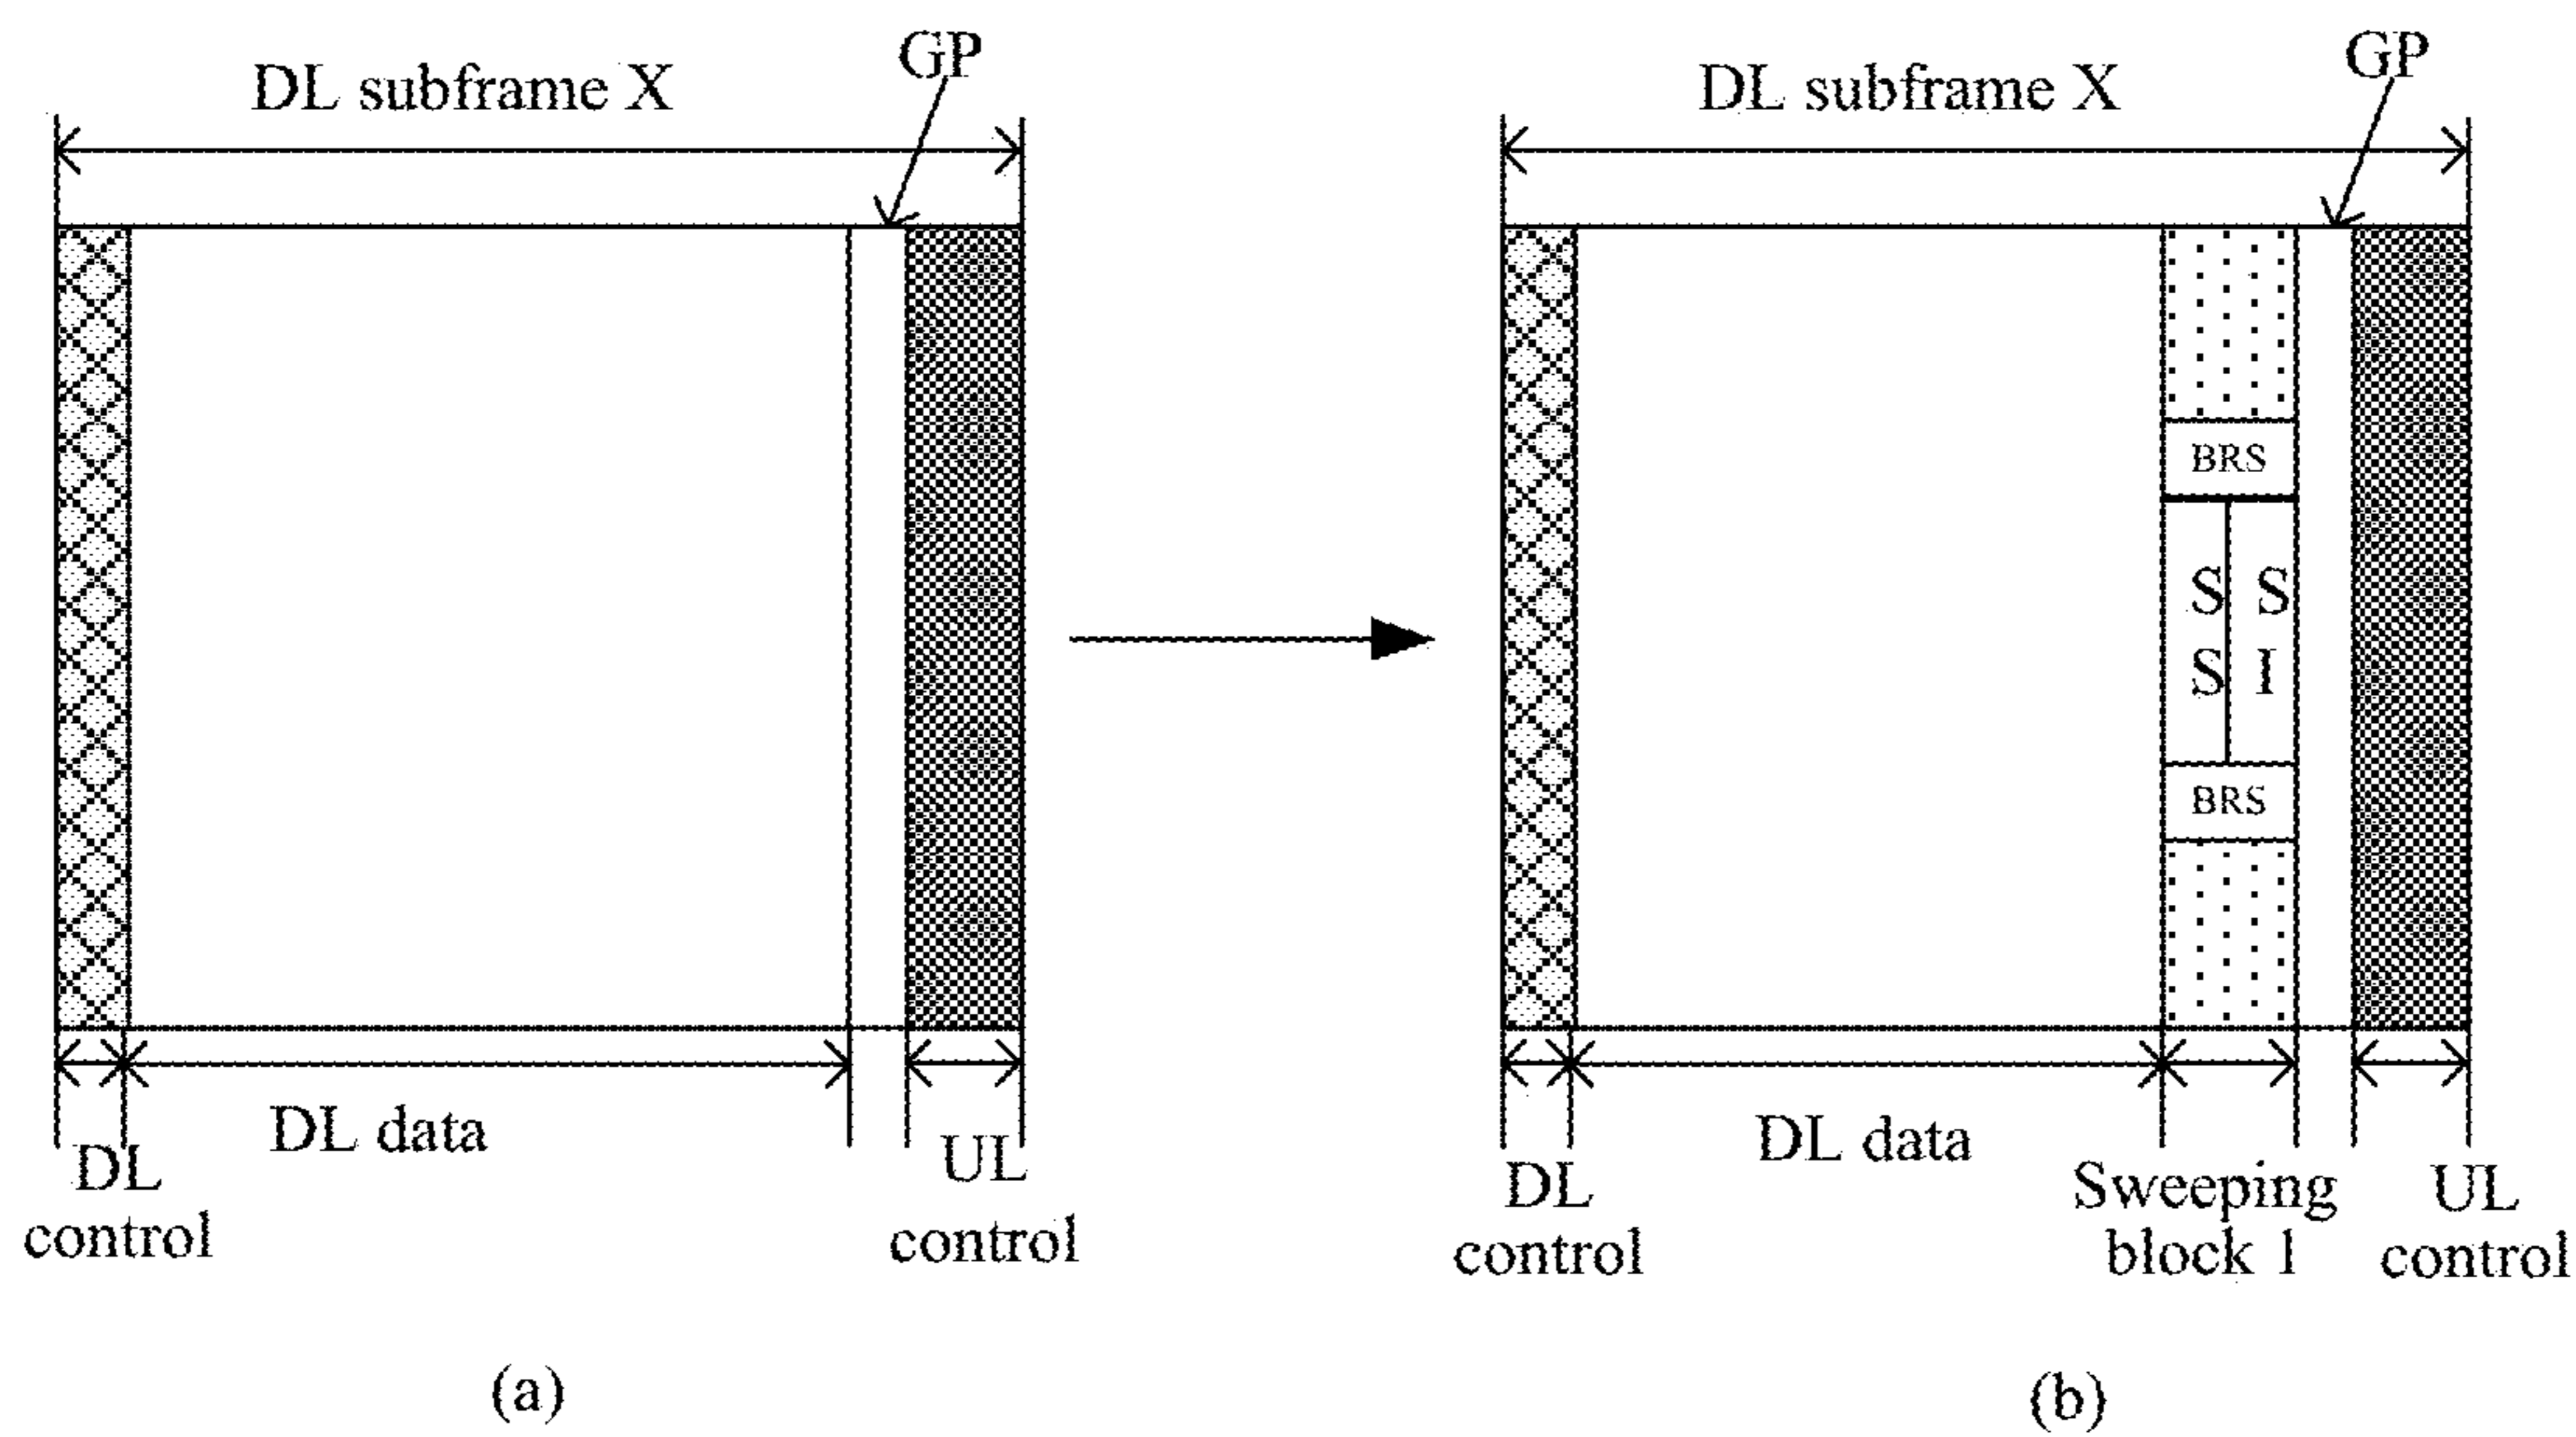 DL subframe X
GP
DL data
DL
control
UL
control
(a)
DL subframe X
GP
BRS
S S
S I
BRS
DL data
DL
control
Sweeping
block 1
UL
control
(b)